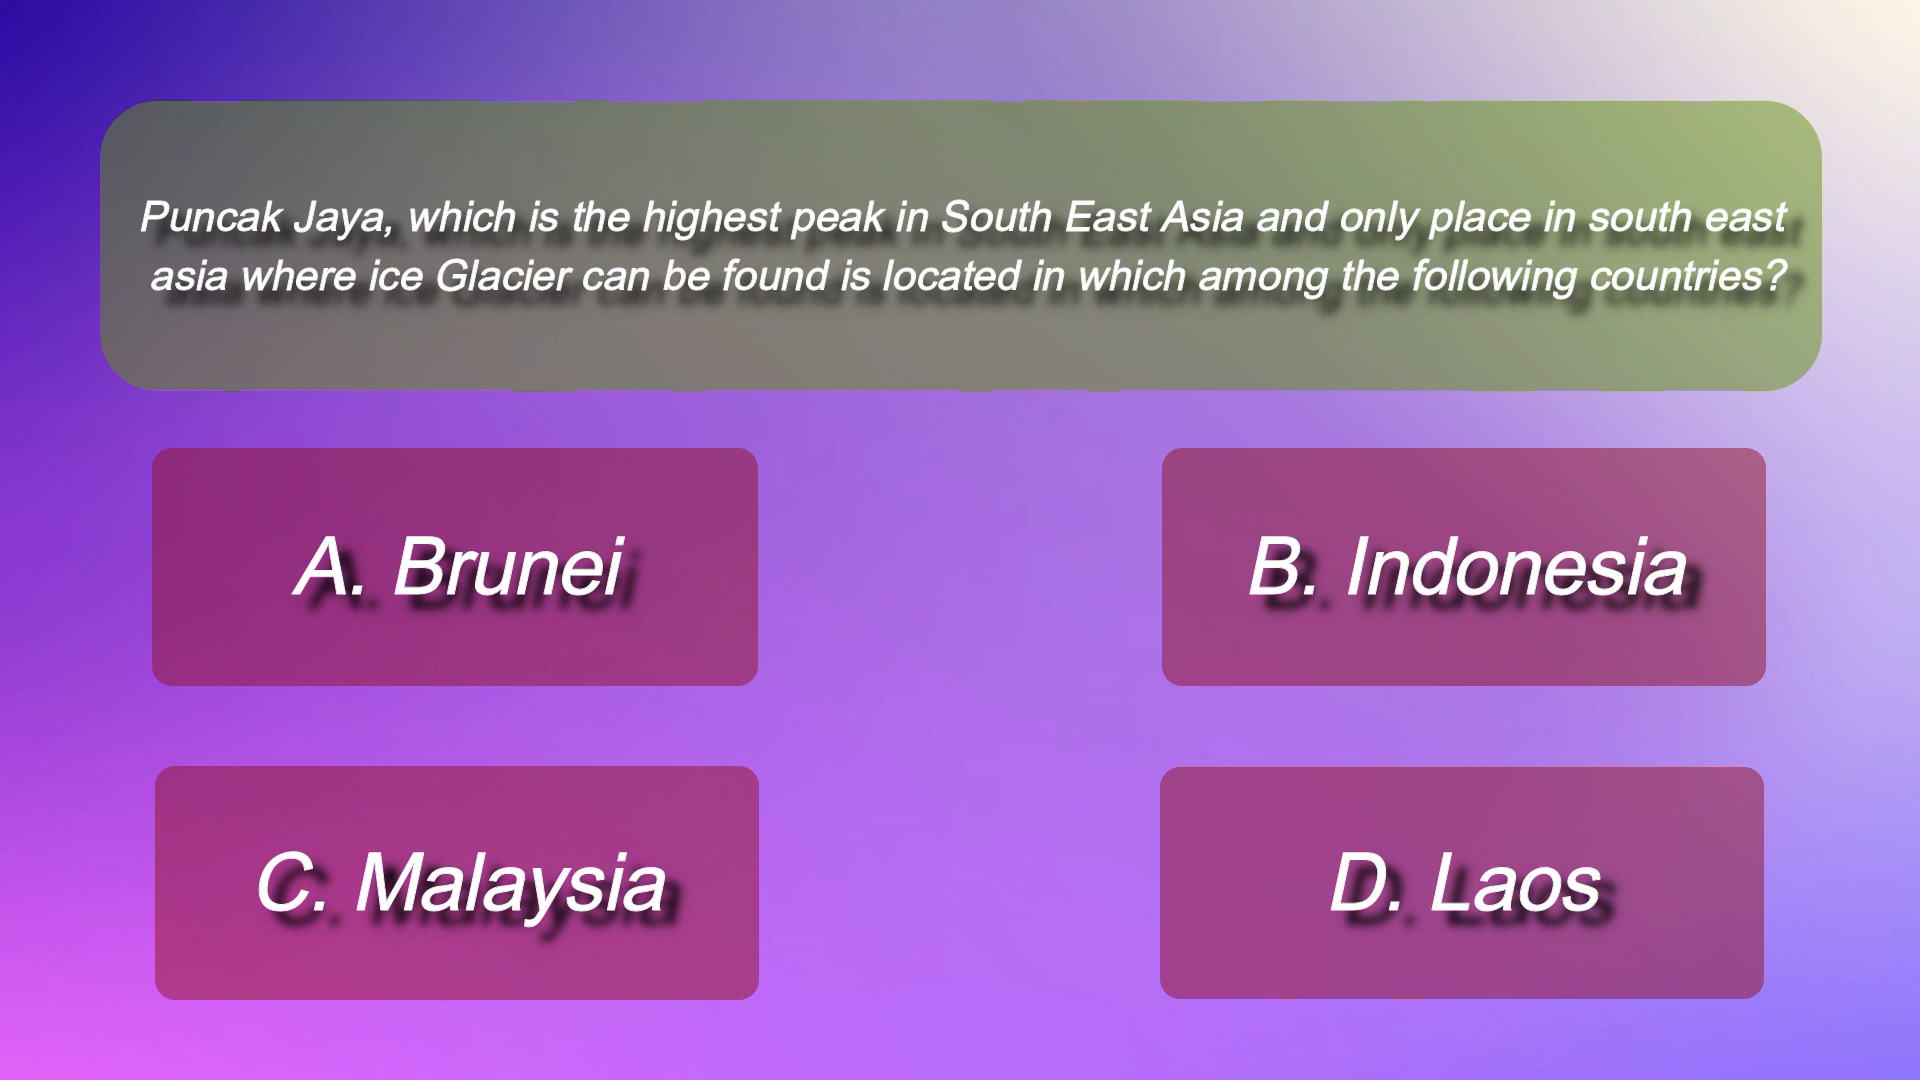 Puncak Jaya, which is the highest peak in South East Asia and only place in south east
asia where ice Glacier can be found is located in which among the following countries?
A. Brunei
B. Indonesia
C. Malaysia
D. Laos